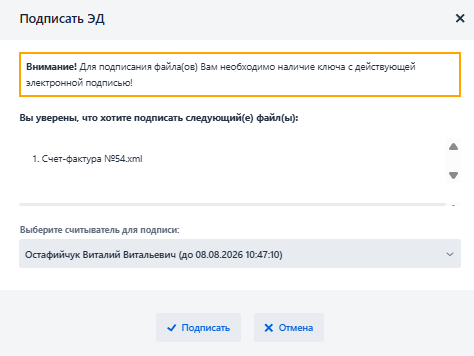 Подписать ЭД
Внимание! Для подписания файла(ов) Вам необходимо наличие ключа с действующей
электронной подписью!
Вы уверены, что хотите подписать следующий(е) файл(ы):
1. Счет-фактура №54.xml
Выберите считыватель для подписи:
Остафийчук Виталий Витальевич (до 08.08.2026 10:47:10)
Подписать
Отмена